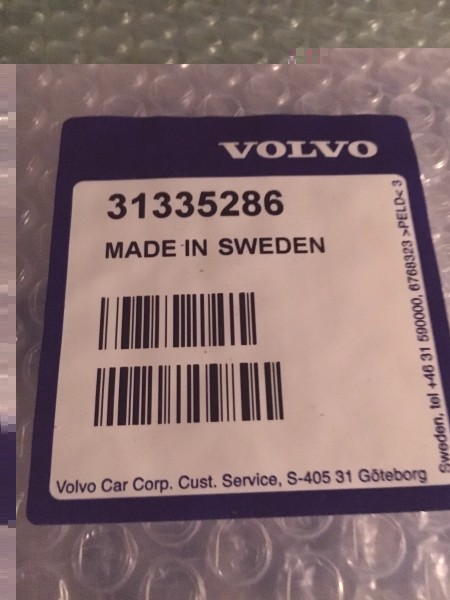 VOLVO
31335286
MADE IN SWEDEN
Volvo Car Corp. Cust. Service, S-405 31 Göteborg
Sweden, tel +46 31 590000, 6768323 >PELD< 3